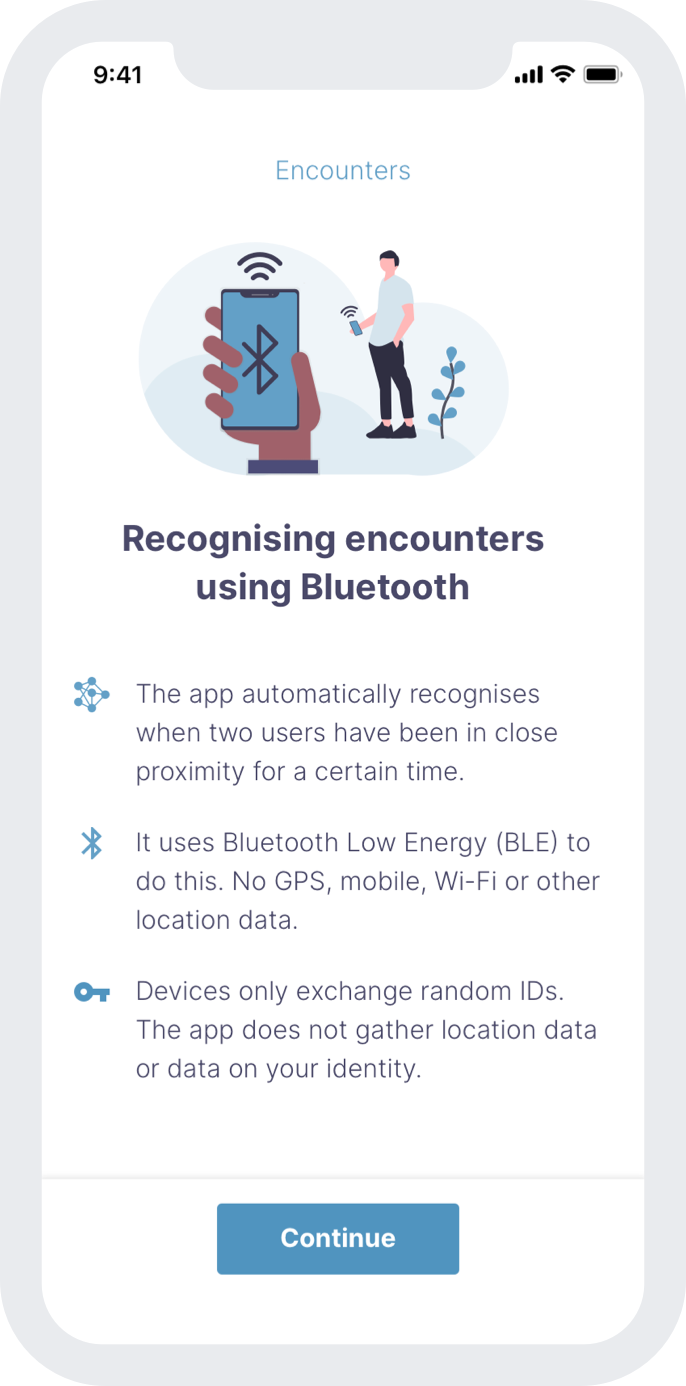 9:41
Encounters
Recognising encounters
using Bluetooth
The app automatically recognises
when two users have been in close
proximity for a certain time.
It uses Bluetooth Low Energy (BLE) to
do this. No GPS, mobile, Wi-Fi or other
location data.
Devices only exchange random IDs.
The app does not gather location data
or data on your identity.
Continue